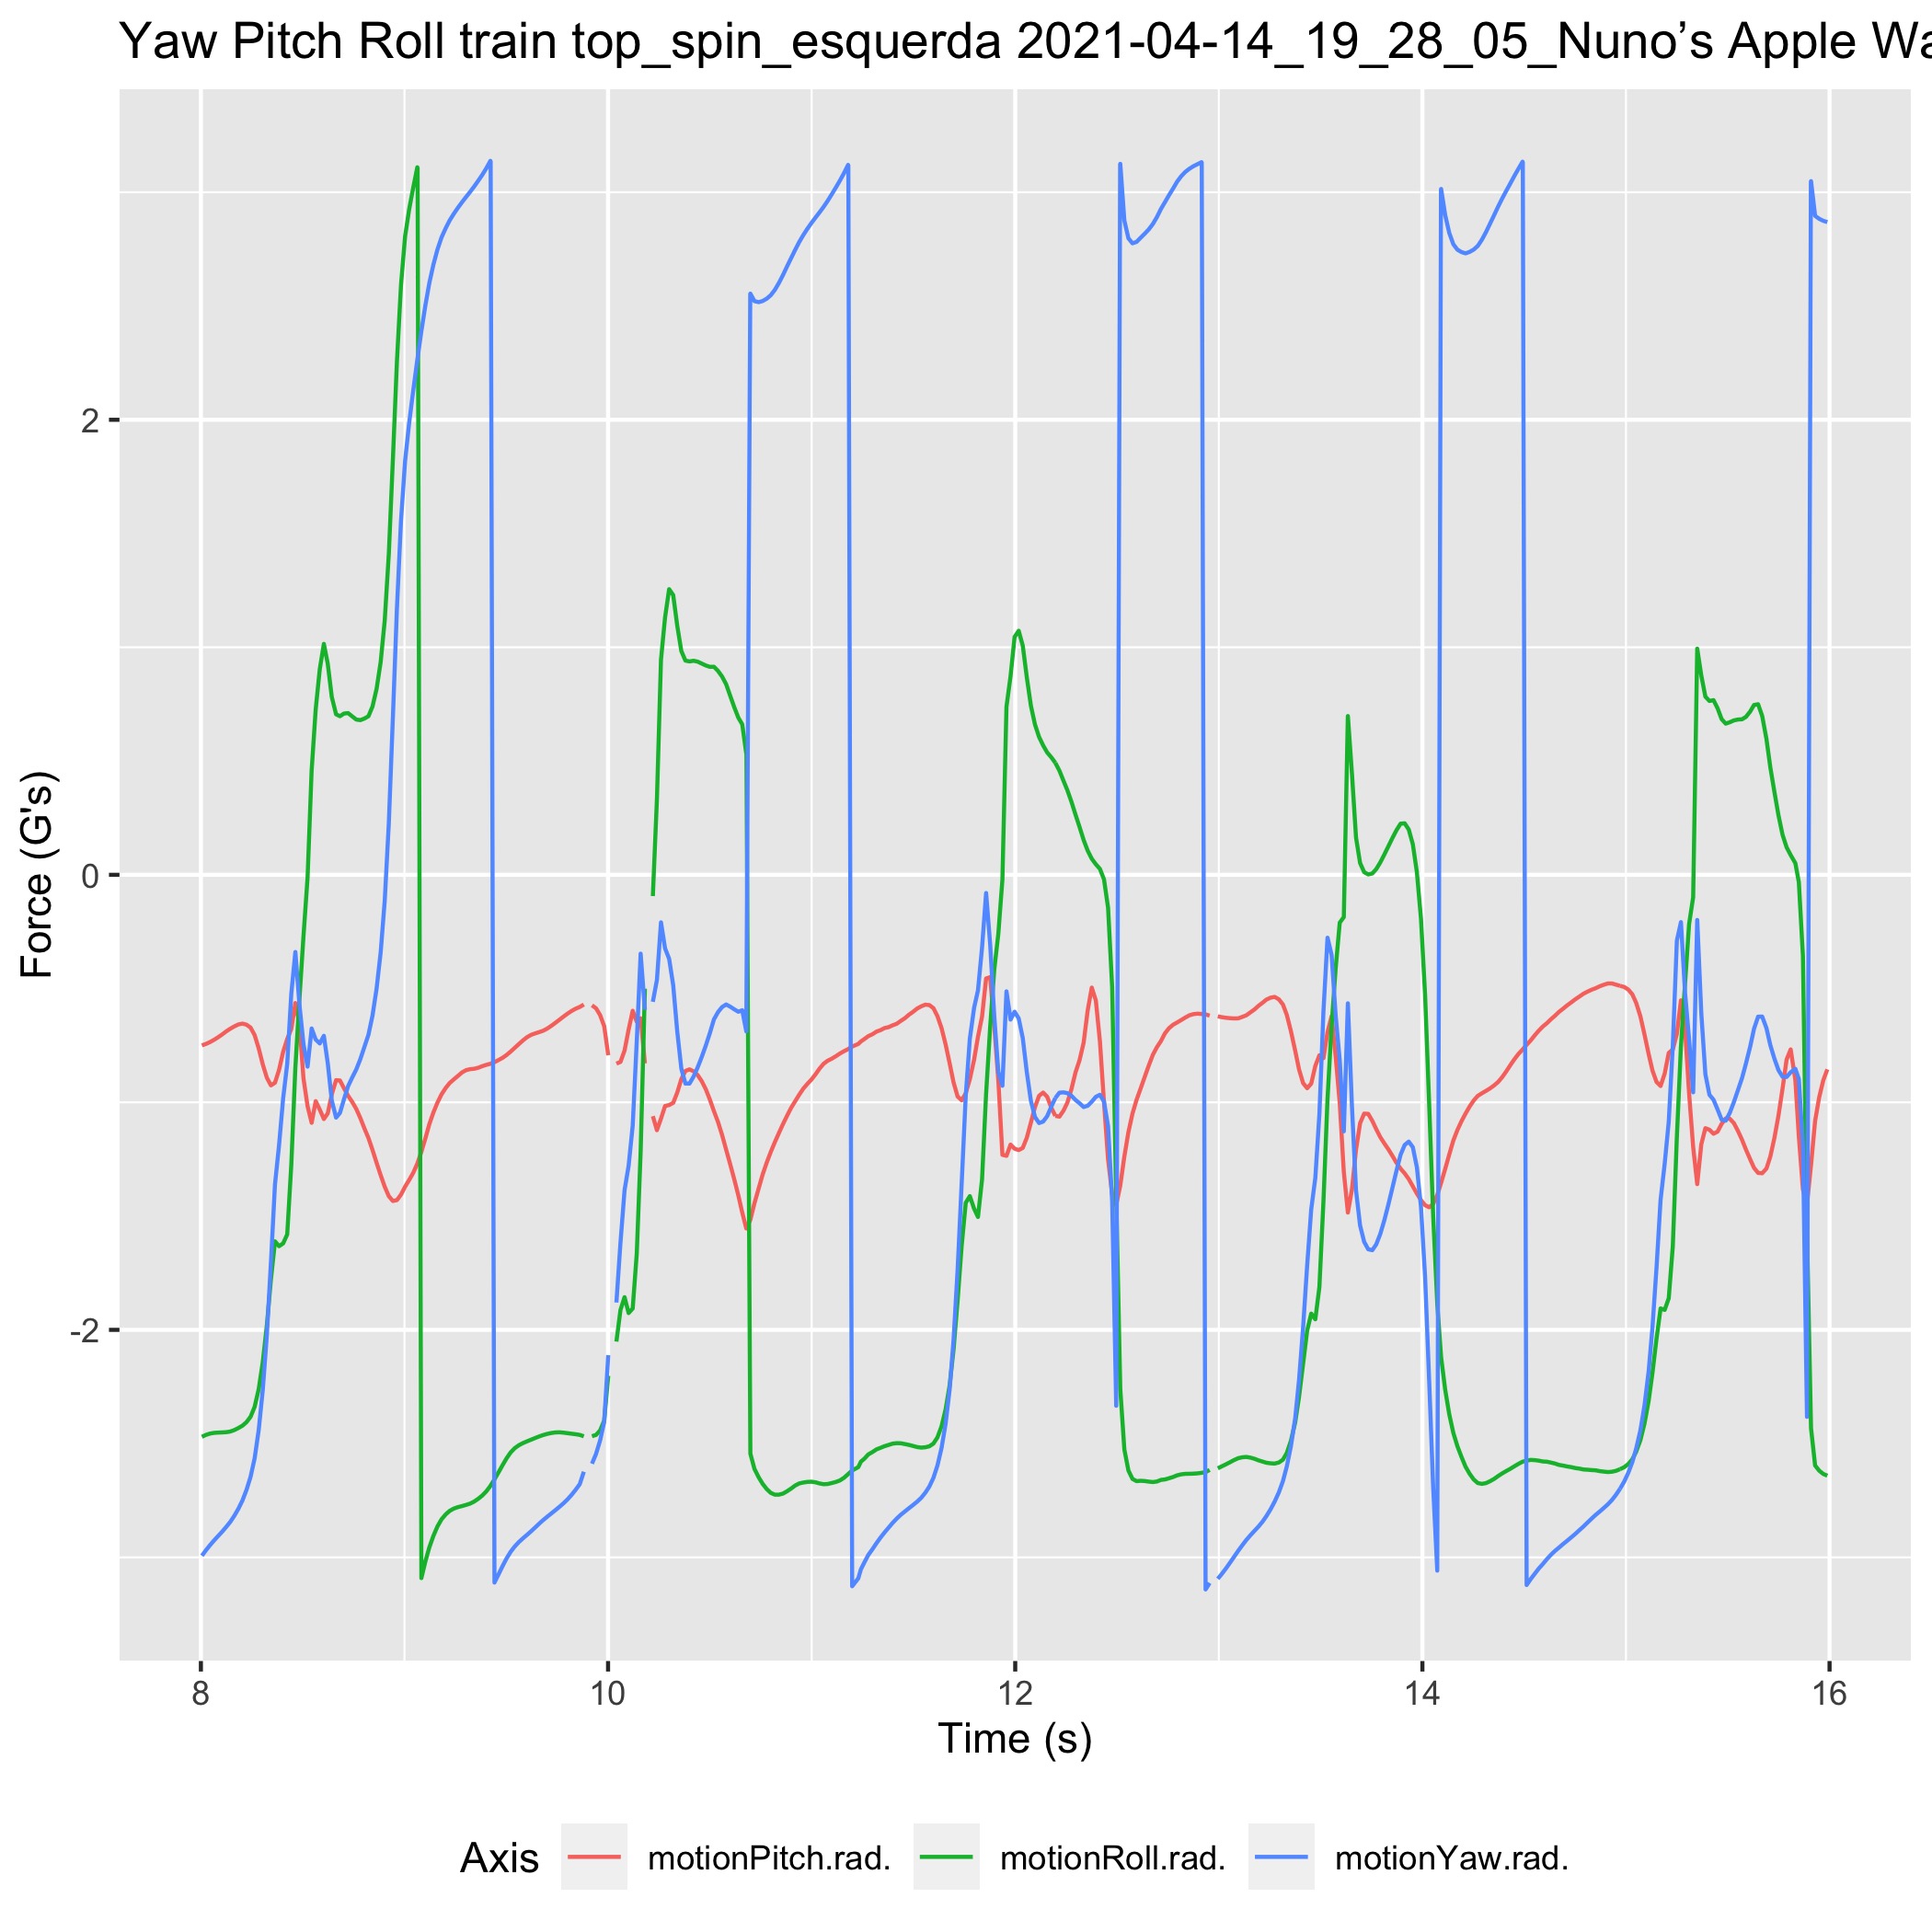 Yaw Pitch Roll train top_spin_esquerda 2021-04-14_19_28_05_Nuno’s Apple
Force (G's)
2
0
-2
8 10 12 14 16
Time (s)
Axis motionPitch.rad. motionRoll.rad. motionYaw.rad.